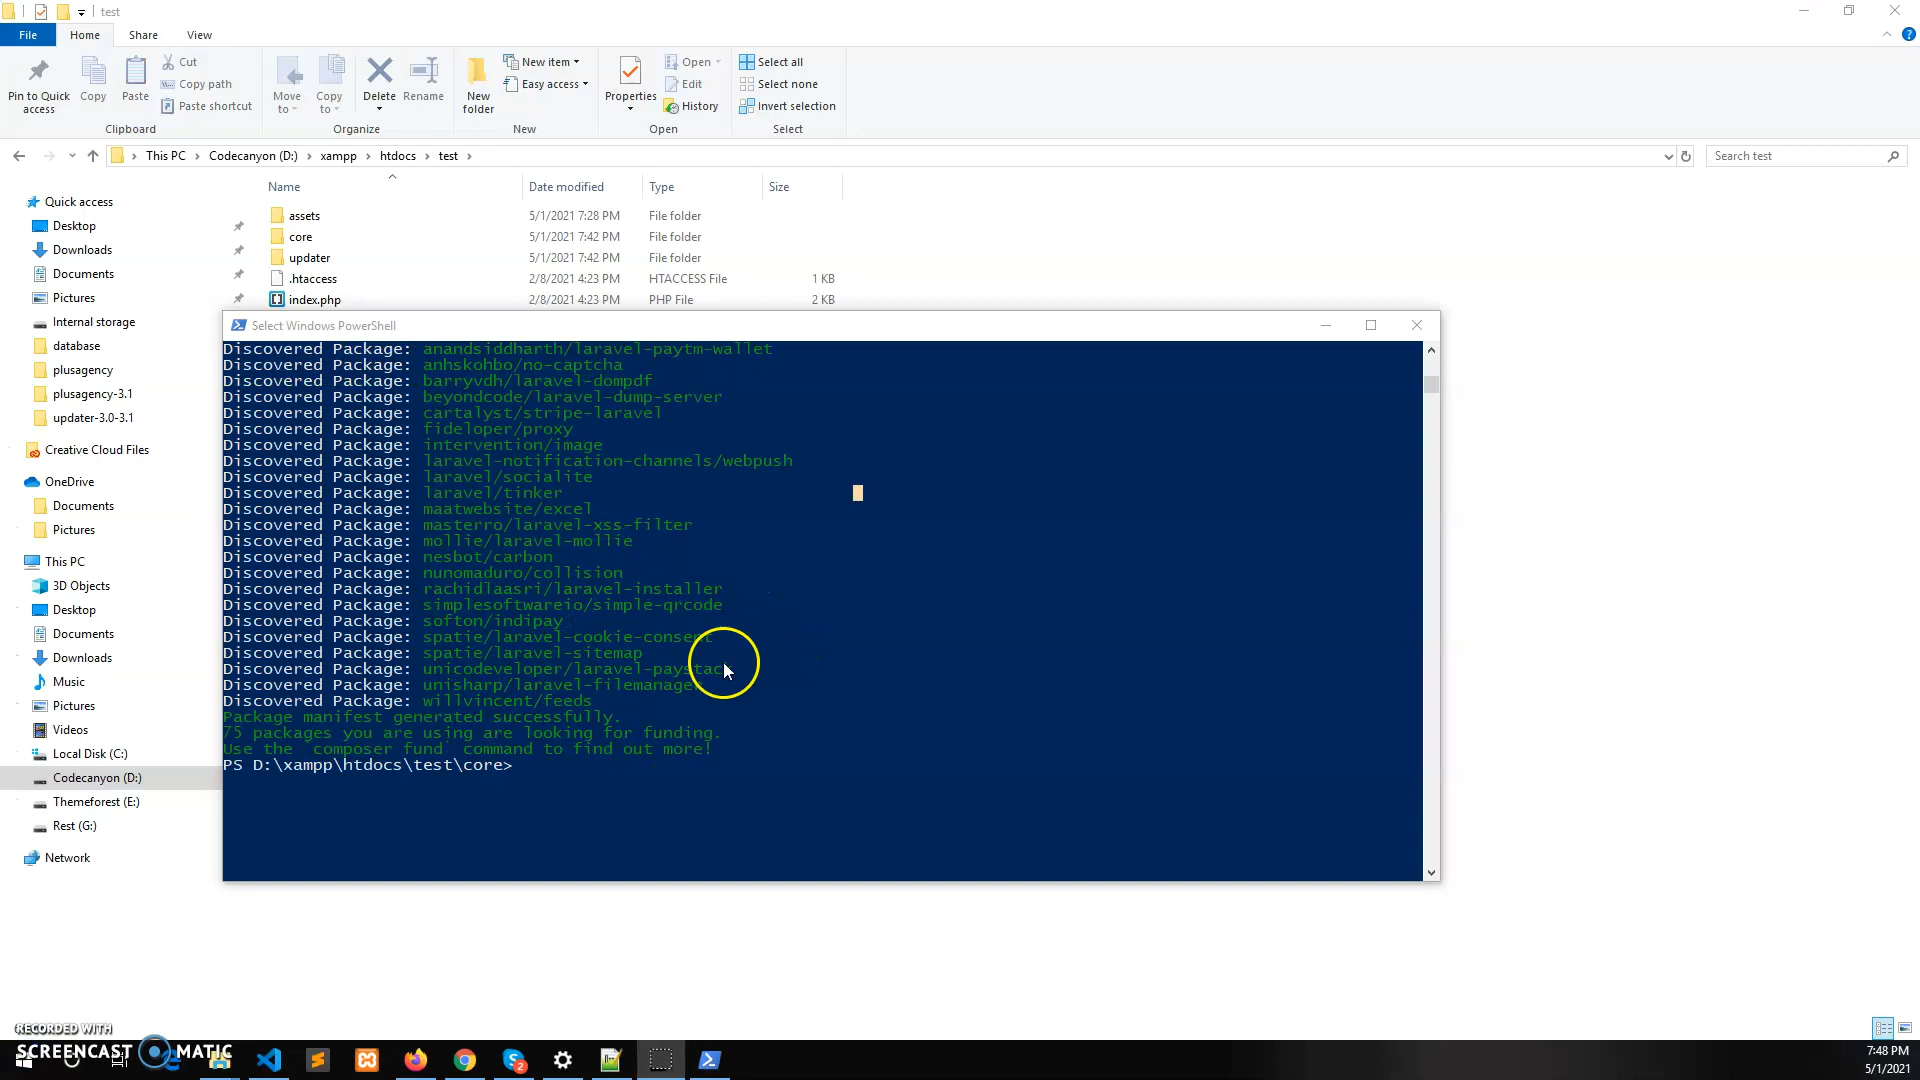 test
File Home Share View
Pin to Quick access
Copy
Paste
Cut
Copy path
Paste shortcut
Clipboard
Move to
Copy to
Delete
Rename
Organize
New folder
New item
Easy access
New
Properties
Open
Edit
History
Open
Select all
Select none
Invert selection
Select
This PC > Codecanyon (D:) > xampp > htdocs > test >
Search test
Name Date modified Type Size
assets 5/1/2021 7:28 PM File folder
core 5/1/2021 7:42 PM File folder
updater 5/1/2021 7:42 PM File folder
.htaccess 2/8/2021 4:23 PM HTACCESS File 1 KB
index.php 2/8/2021 4:23 PM PHP File 2 KB
Quick access
Desktop
Downloads
Documents
Pictures
Internal storage
database
plusagency
plusagency-3.1
updater-3.0-3.1
Creative Cloud Files
OneDrive
Documents
Pictures
This PC
3D Objects
Desktop
Documents
Downloads
Music
Pictures
Videos
Local Disk (C:)
Codecanyon (D:)
Themeforest (E:)
Rest (G:)
Network
Select Windows PowerShell
Discovered Package: anandsiddharth/laravel-paytm-wallet
Discovered Package: anhskohbo/no-captcha
Discovered Package: barryvdh/laravel-dompdf
Discovered Package: beyondcode/laravel-dump-server
Discovered Package: cartalyst/stripe-laravel
Discovered Package: fideloper/proxy
Discovered Package: intervention/image
Discovered Package: laravel-notification-channels/webpush
Discovered Package: laravel/socialite
Discovered Package: laravel/tinker
Discovered Package: maatwebsite/excel
Discovered Package: masterro/laravel-xss-filter
Discovered Package: mollie/laravel-mollie
Discovered Package: nesbot/carbon
Discovered Package: nunomaduro/collision
Discovered Package: rachidlaasri/laravel-installer
Discovered Package: simplesoftwareio/simple-qrcode
Discovered Package: softon/indipay
Discovered Package: spatie/laravel-cookie-consent
Discovered Package: spatie/laravel-sitemap
Discovered Package: unicodeveloper/laravel-paystack
Discovered Package: unisharp/laravel-filemanager
Discovered Package: willvincent/feeds
Package manifest generated successfully.
75 packages you are using are looking for funding.
Use the `composer fund` command to find out more!
PS D:\xampp\htdocs\test\core>
RECORDED WITH
SCREENCAST MATIC
2
7:48 PM
5/1/2021